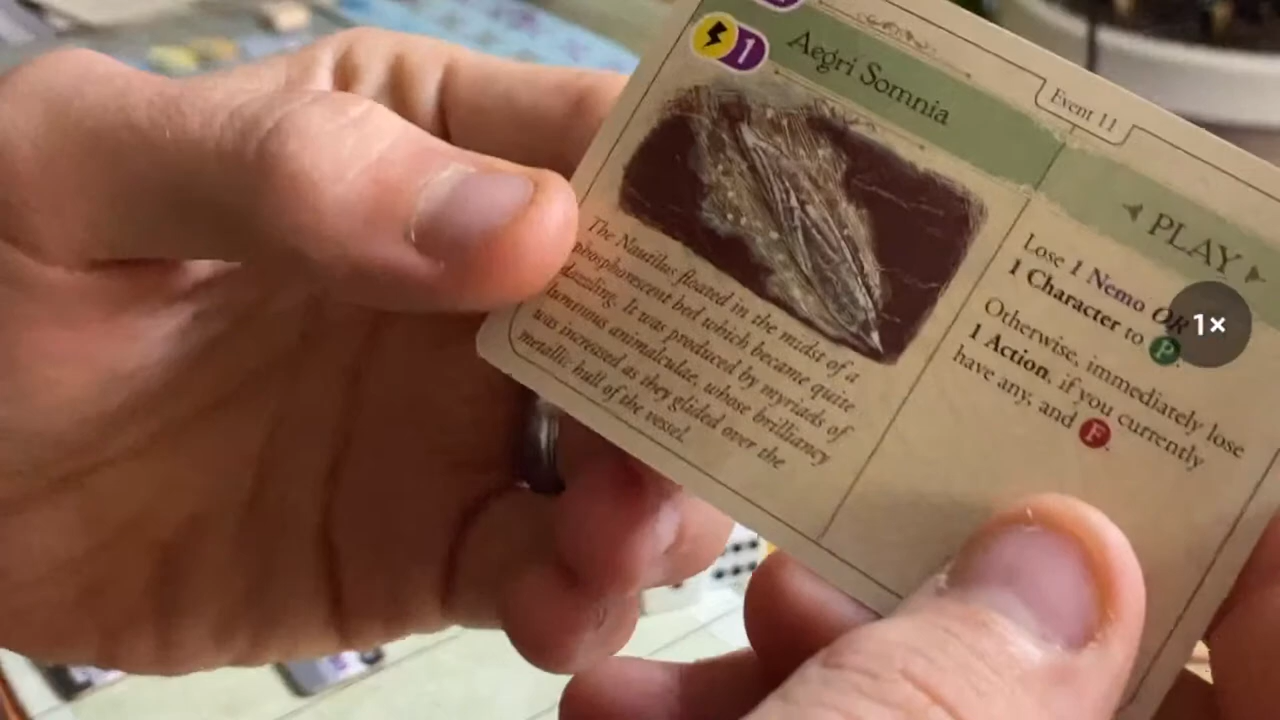 1
Aegri Somnia
Event 11
The Nautilus floated in the midst of a
phosphorescent bed which became quite
dazzling. It was produced by myriads of
luminous animalculae, whose brilliancy
was increased as they glided over the
metallic hull of the vessel.
◄ PLAY ►
Lose 1 Nemo OR
1 Character to P.
Otherwise, immediately lose
1 Action, if you currently
have any, and F.
1×